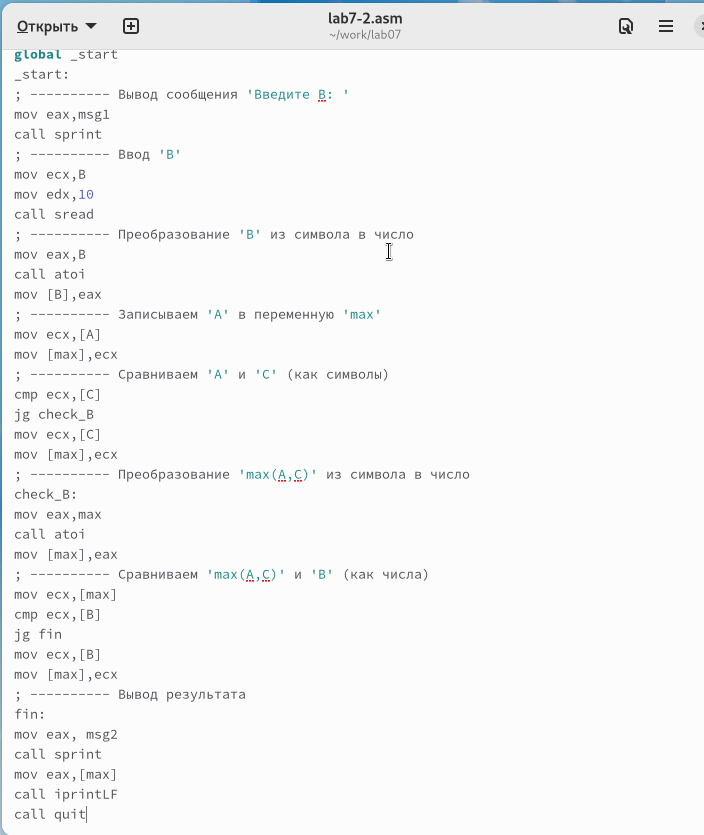 Открыть
lab7-2.asm
~/work/lab07
global _start
_start:
; ---------- Вывод сообщения 'Введите B: '
mov eax,msg1
call sprint
; ---------- Ввод 'B'
mov ecx,B
mov edx,10
call sread
; ---------- Преобразование 'B' из символа в число
mov eax,B
call atoi
mov [B],eax
; ---------- Записываем 'A' в переменную 'max'
mov ecx,[A]
mov [max],ecx
; ---------- Сравниваем 'A' и 'C' (как символы)
cmp ecx,[C]
jg check_B
mov ecx,[C]
mov [max],ecx
; ---------- Преобразование 'max(A,C)' из символа в число
check_B:
mov eax,max
call atoi
mov [max],eax
; ---------- Сравниваем 'max(A,C)' и 'B' (как числа)
mov ecx,[max]
cmp ecx,[B]
jg fin
mov ecx,[B]
mov [max],ecx
; ---------- Вывод результата
fin:
mov eax, msg2
call sprint
mov eax,[max]
call iprintLF
call quit